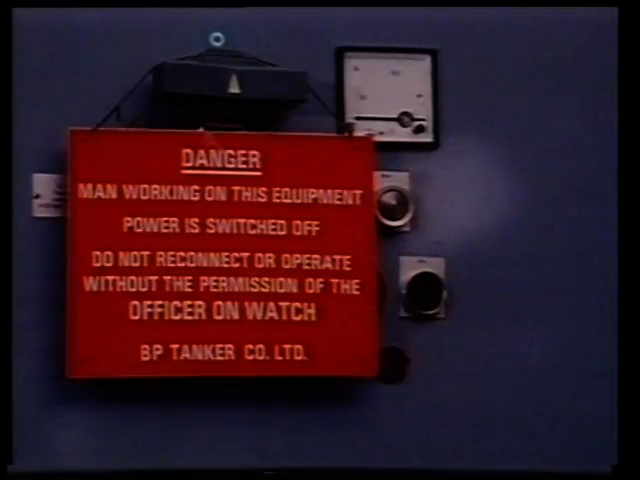 DANGER
MAN WORKING ON THIS EQUIPMENT
POWER IS SWITCHED OFF
DO NOT RECONNECT OR OPERATE
WITHOUT THE PERMISSION OF THE
OFFICER ON WATCH
BP TANKER CO. LTD.